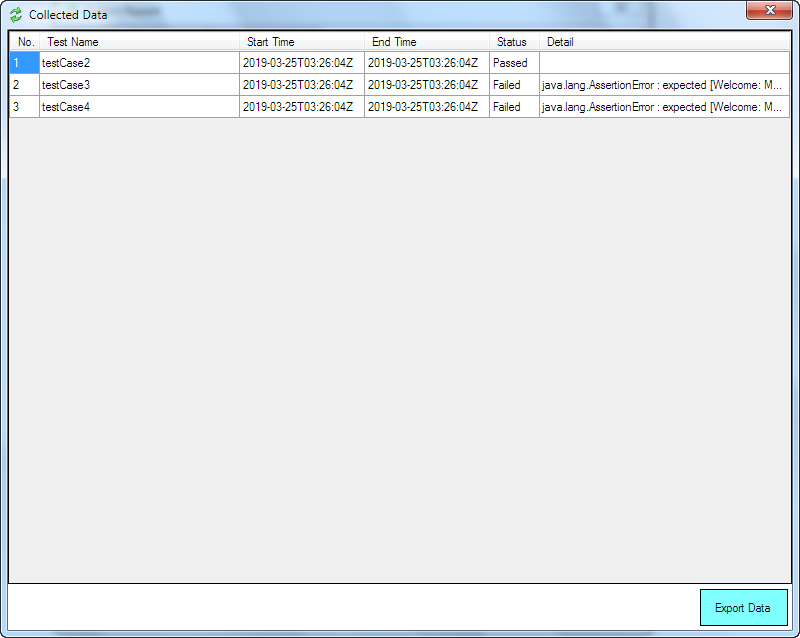 Collected Data
No. Test Name Start Time End Time Status Detail
1 testCase2 2019-03-25T03:26:04Z 2019-03-25T03:26:04Z Passed
2 testCase3 2019-03-25T03:26:04Z 2019-03-25T03:26:04Z Failed java.lang.AssertionError : expected [Welcome: M...
3 testCase4 2019-03-25T03:26:04Z 2019-03-25T03:26:04Z Failed java.lang.AssertionError : expected [Welcome: M...
Export Data